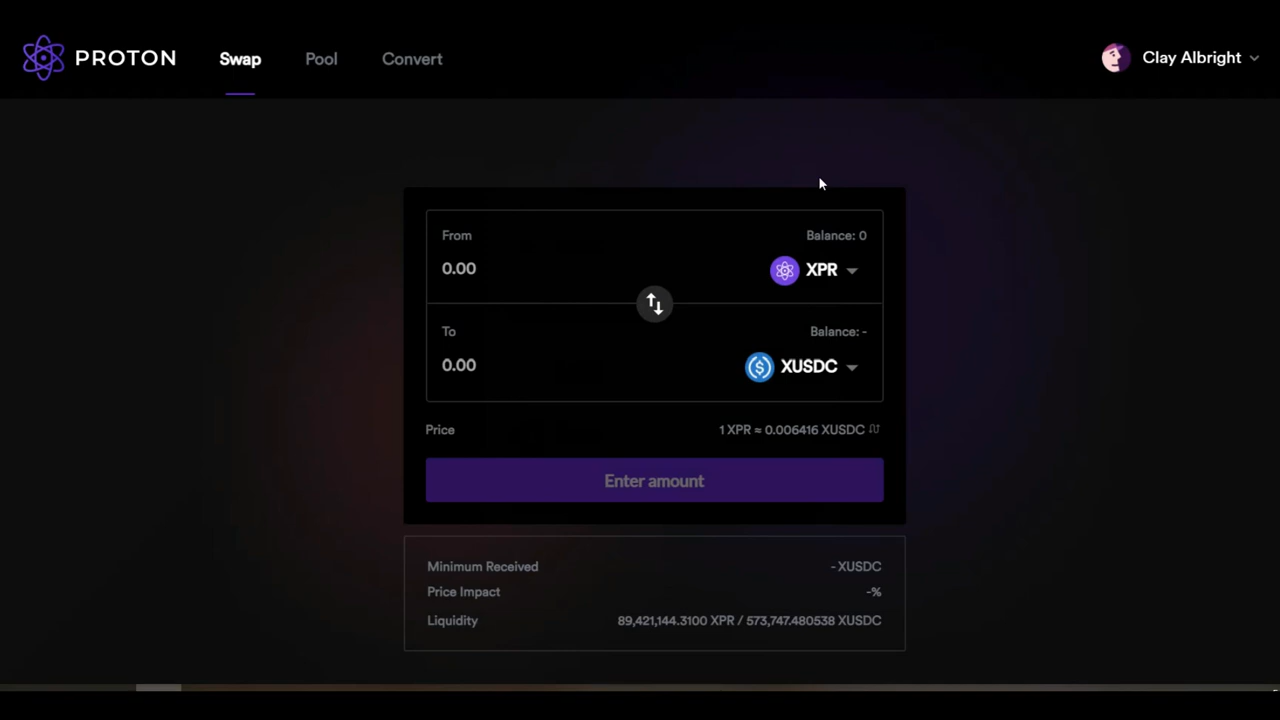 PROTON
Swap
Pool
Convert
Clay Albright
From
Balance: 0
0.00
XPR
To
Balance: -
0.00
XUSDC
Price
1 XPR ≈ 0.006416 XUSDC
Enter amount
Minimum Received
- XUSDC
Price Impact
-%
Liquidity
89,421,144.3100 XPR / 573,747.480538 XUSDC